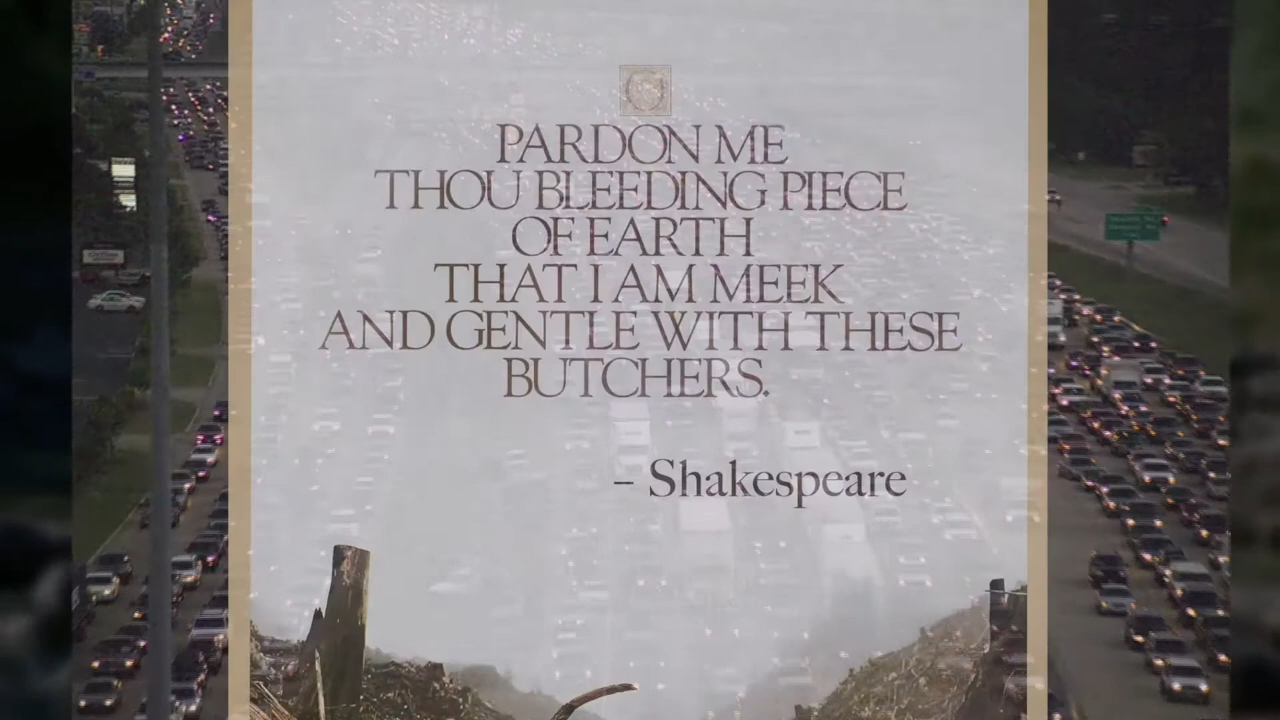 PARDON ME
THOU BLEEDING PIECE
OF EARTH
THAT I AM MEEK
AND GENTLE WITH THESE
BUTCHERS.
– Shakespeare